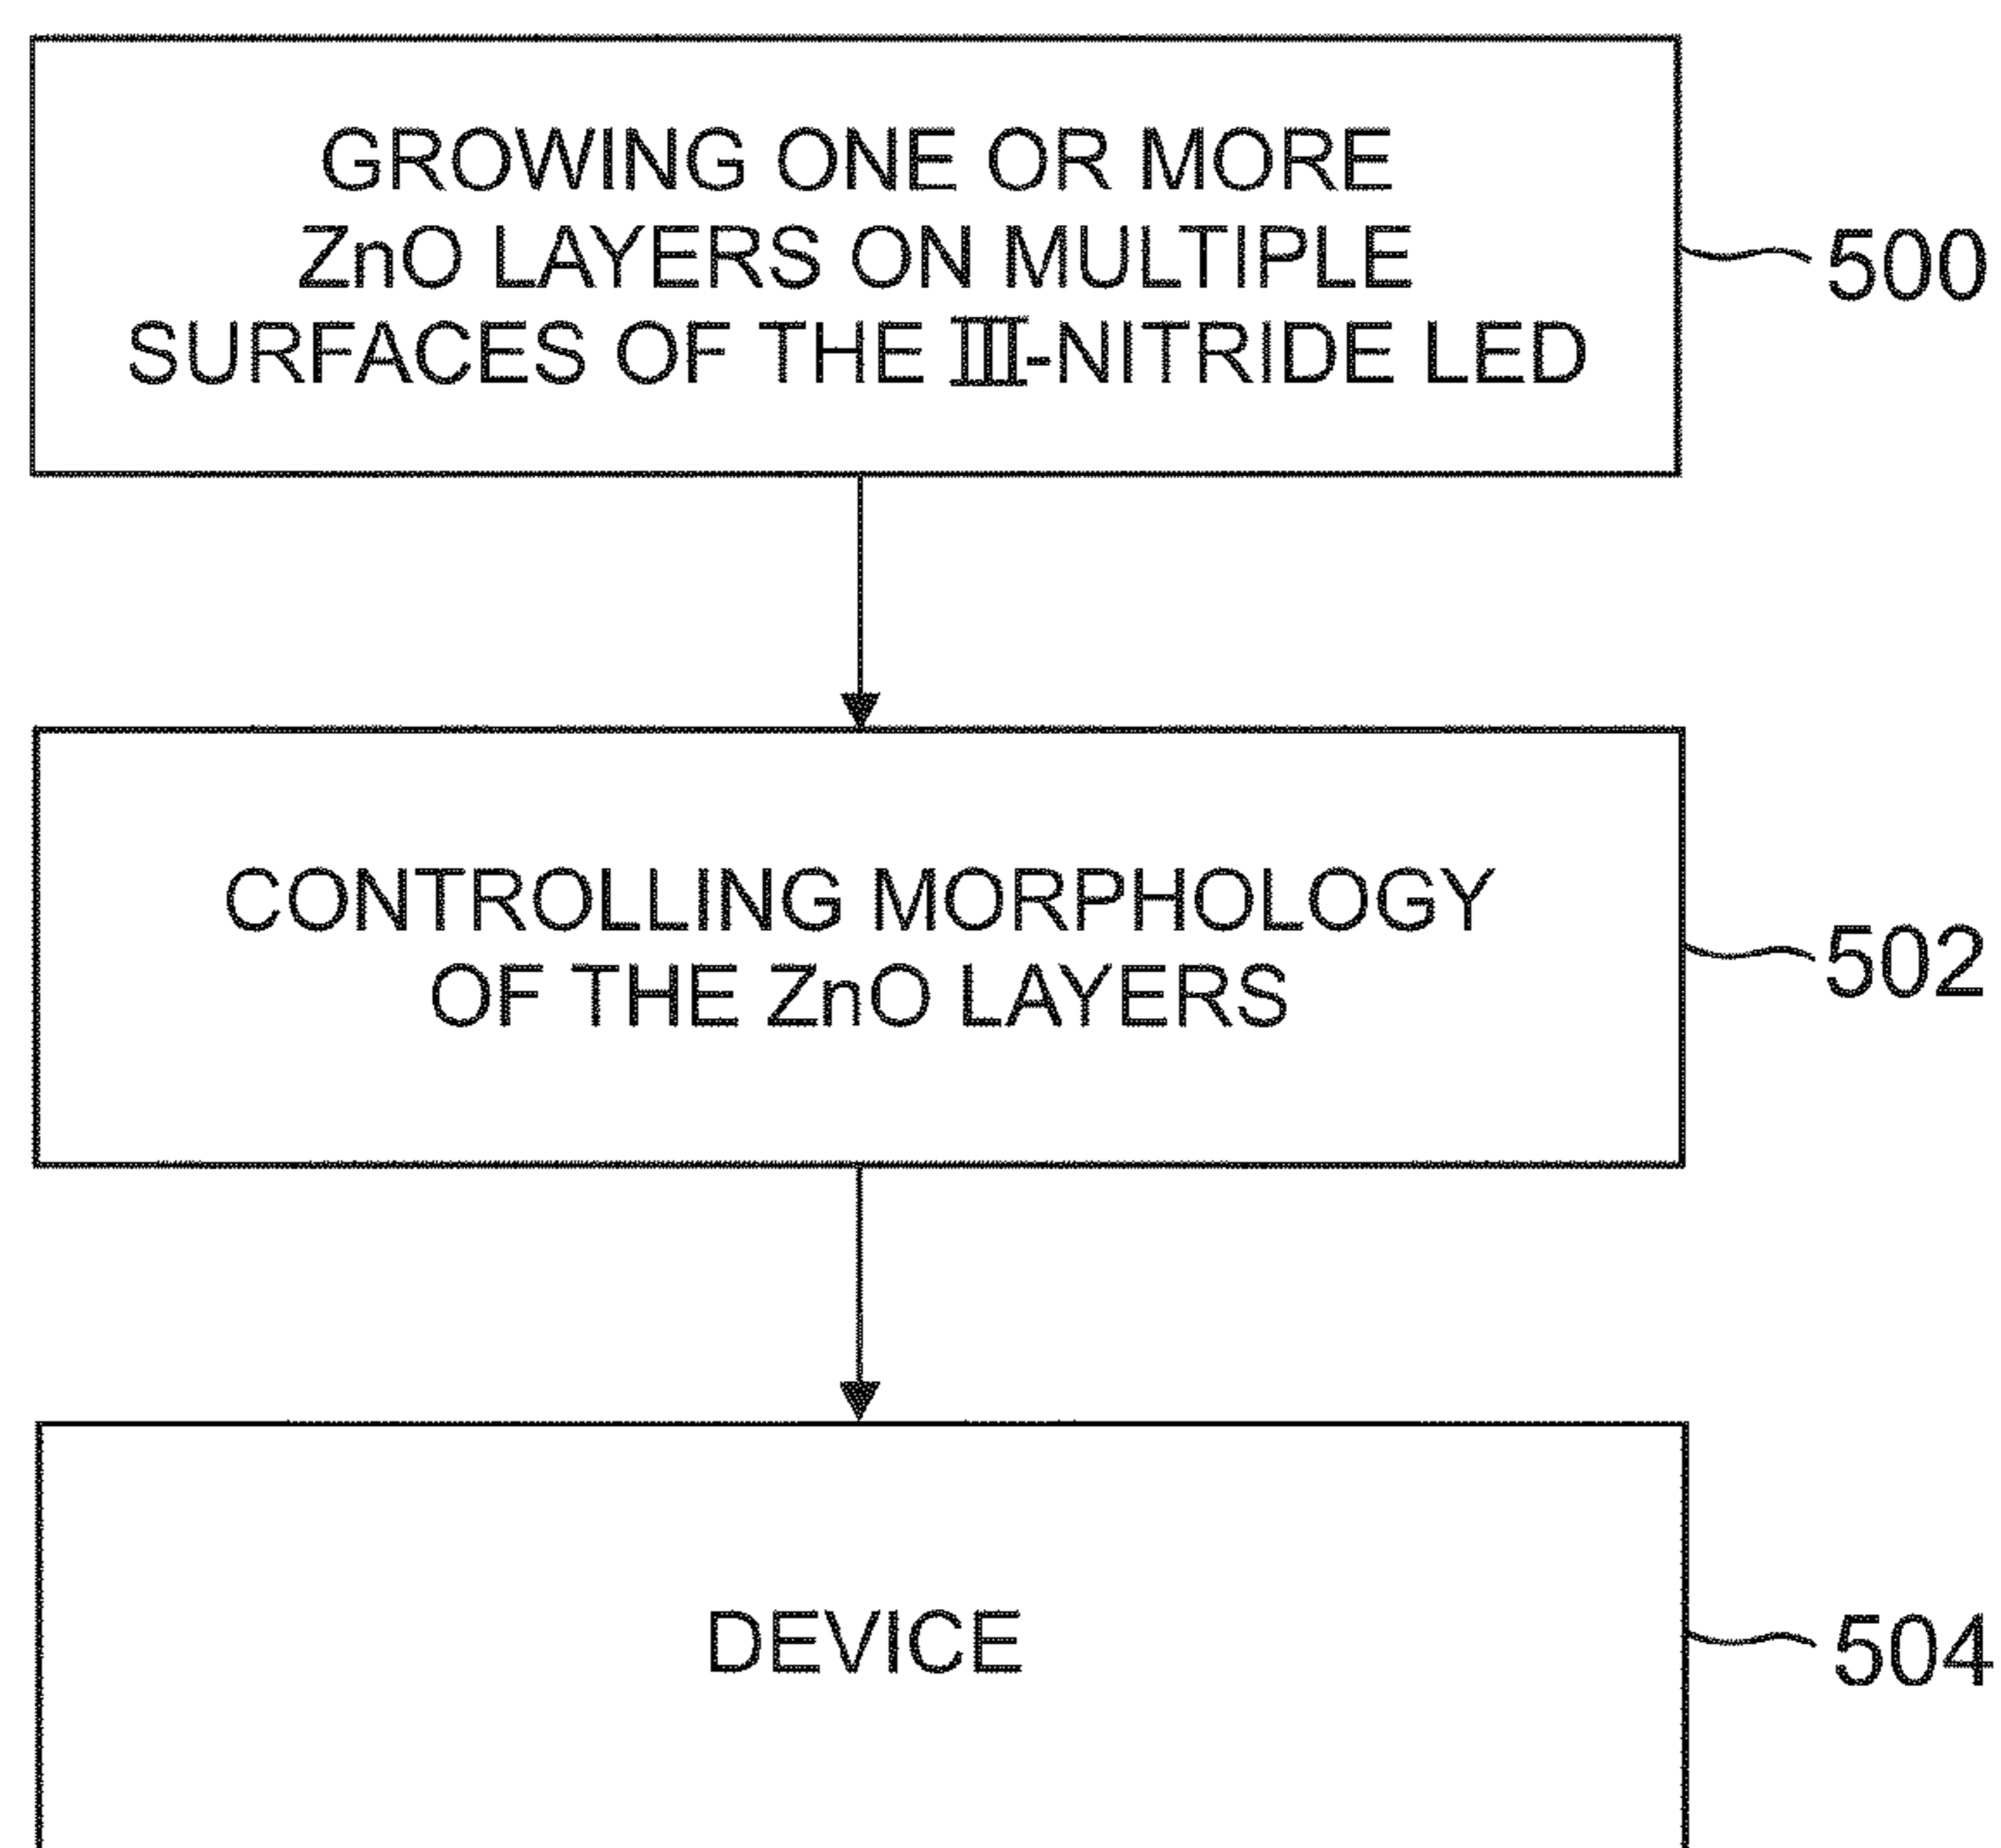 GROWING ONE OR MORE
ZnO LAYERS ON MULTIPLE
SURFACES OF THE III-NITRIDE LED
500
CONTROLLING MORPHOLOGY
OF THE ZnO LAYERS
502
DEVICE
504